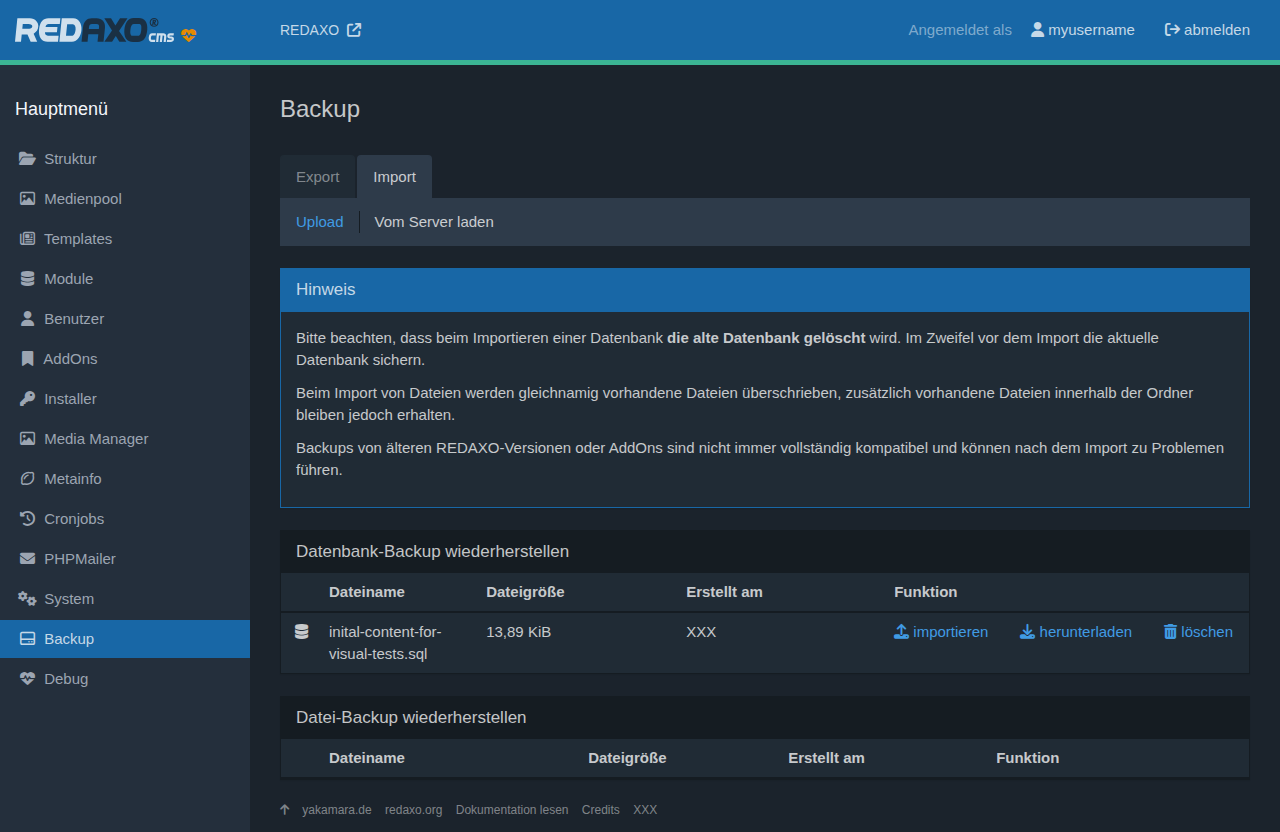 REDAXO® cms
REDAXO
Angemeldet als myusername abmelden
Hauptmenü
Struktur
Medienpool
Templates
Module
Benutzer
AddOns
Installer
Media Manager
Metainfo
Cronjobs
PHPMailer
System
Backup
Debug
Backup
Export Import
Upload Vom Server laden
Hinweis
Bitte beachten, dass beim Importieren einer Datenbank die alte Datenbank gelöscht wird. Im Zweifel vor dem Import die aktuelle
Datenbank sichern.
Beim Import von Dateien werden gleichnamig vorhandene Dateien überschrieben, zusätzlich vorhandene Dateien innerhalb der Ordner
bleiben jedoch erhalten.
Backups von älteren REDAXO-Versionen oder AddOns sind nicht immer vollständig kompatibel und können nach dem Import zu Problemen
führen.
Datenbank-Backup wiederherstellen
Dateiname Dateigröße Erstellt am Funktion
inital-content-for-
visual-tests.sql 13,89 KiB XXX importieren herunterladen löschen
Datei-Backup wiederherstellen
Dateiname Dateigröße Erstellt am Funktion
yakamara.de redaxo.org Dokumentation lesen Credits XXX